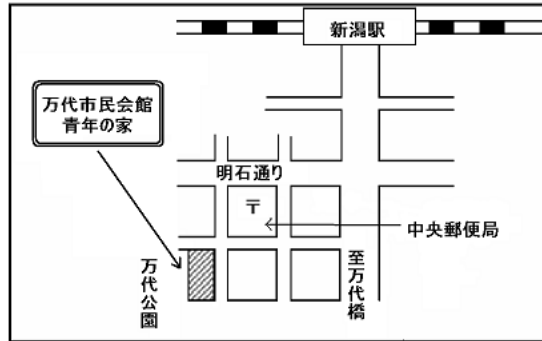 新潟駅
万代市民会館
青年の家
明石通り
〒
中央郵便局
万代公園
至万代橋